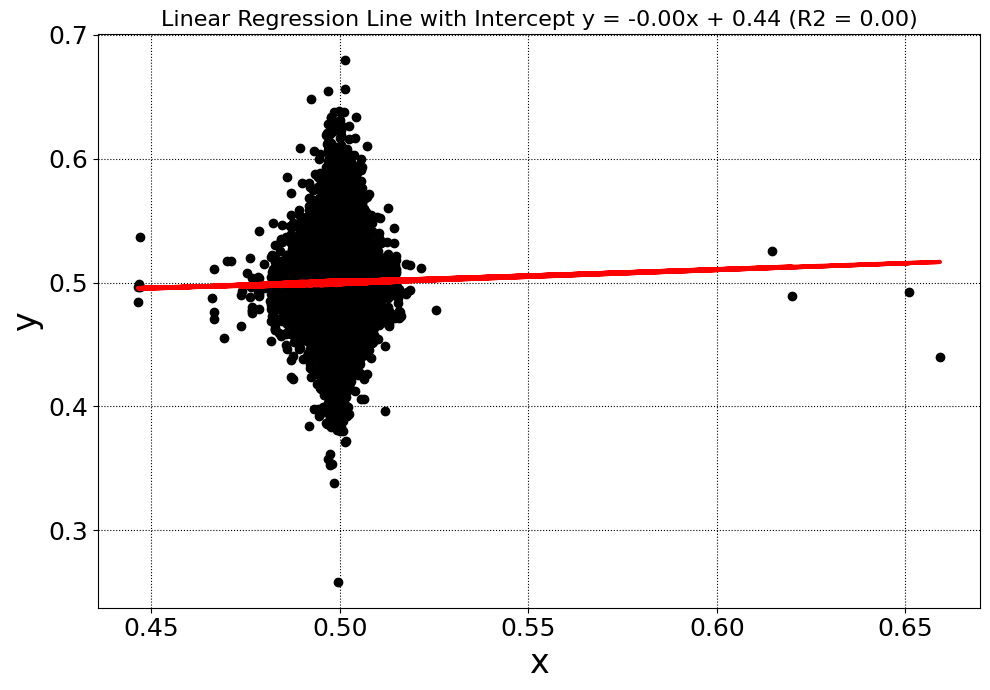 Linear Regression Line with Intercept y = -0.00x + 0.44 (R2 = 0.00)
0.7
0.6
0.5
0.4
0.3
y
0.45 0.50 0.55 0.60 0.65
x